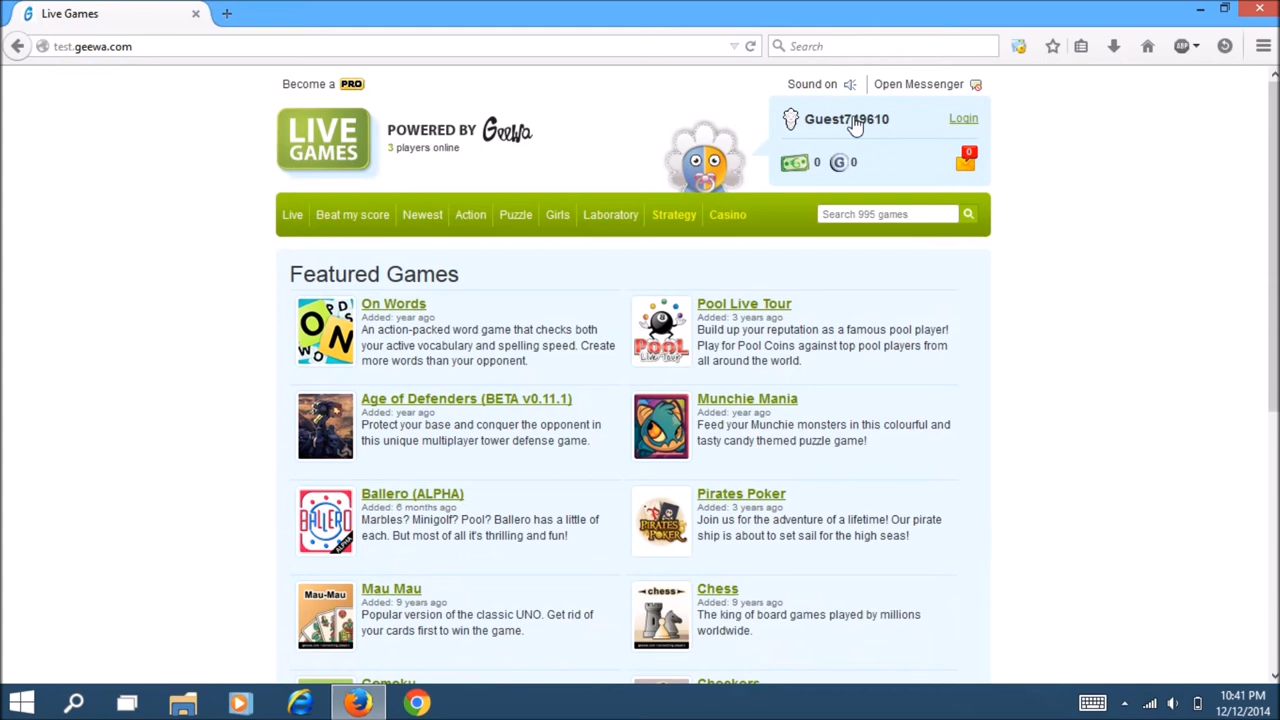 Live Games
test.geewa.com
Search
ABP
Become a PRO
Sound on
Open Messenger
LIVE GAMES
POWERED BY Geewa
3 players online
Login
0
0
0
Live
Beat my score
Newest
Action
Puzzle
Girls
Laboratory
Strategy
Casino
Search 995 games
Featured Games
On Words
Added: year ago
An action-packed word game that checks both
your active vocabulary and spelling speed. Create
more words than your opponent.
Pool Live Tour
Added: 3 years ago
Build up your reputation as a famous pool player!
Play for Pool Coins against top pool players from
all around the world.
Age of Defenders (BETA v0.11.1)
Added: year ago
Protect your base and conquer the opponent in
this unique multiplayer tower defense game.
Munchie Mania
Added: year ago
Feed your Munchie monsters in this colourful and
tasty candy themed puzzle game!
BALLERO
ALPHA
Ballero (ALPHA)
Added: 6 months ago
Marbles? Minigolf? Pool? Ballero has a little of
each. But most of all it's thrilling and fun!
PIRATES POKER
Pirates Poker
Added: 3 years ago
Join us for the adventure of a lifetime! Our pirate
ship is about to set sail for the high seas!
Mau-Mau
Mau Mau
Added: 9 years ago
Popular version of the classic UNO. Get rid of
your cards first to win the game.
chess
Chess
Added: 9 years ago
The king of board games played by millions
worldwide.
Gomoku
Checkers
10:41 PM
12/12/2014